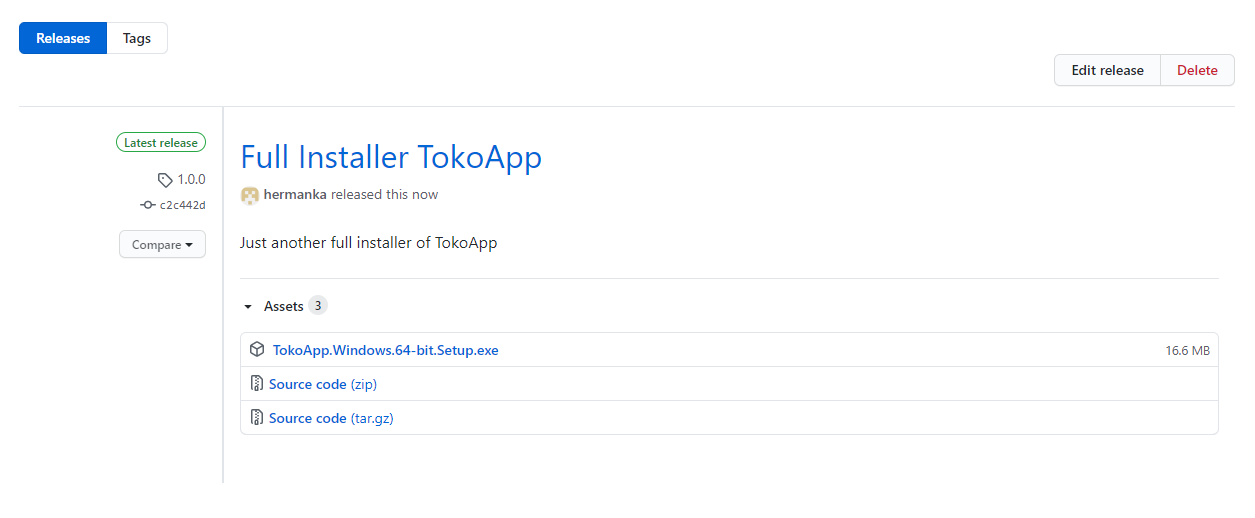 Releases Tags
Edit release Delete
Latest release
1.0.0
c2c442d
Compare
Full Installer TokoApp
hermanka released this now
Just another full installer of TokoApp
Assets 3
TokoApp.Windows.64-bit.Setup.exe 16.6 MB
Source code (zip)
Source code (tar.gz)